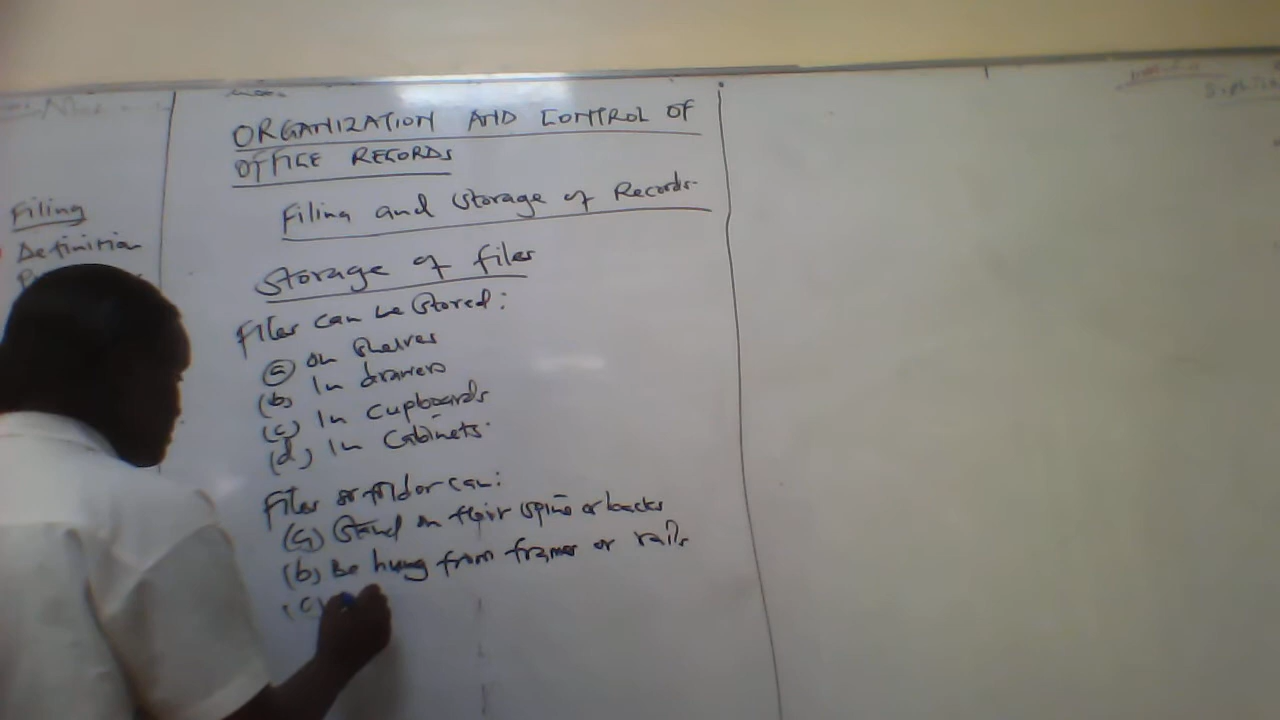 Filing
Definition
ORGANIZATION AND CONTROL OF
OFFICE RECORDS
Filing and Storage of Records.
Storage of files
Files can be stored:
(a) On Shelves
(b) In drawers
(c) In Cupboards
(d) In Cabinets.
Files or foldor can:
(a) Stand on their spine or backs
(b) Be hung from frames or rails
(c)